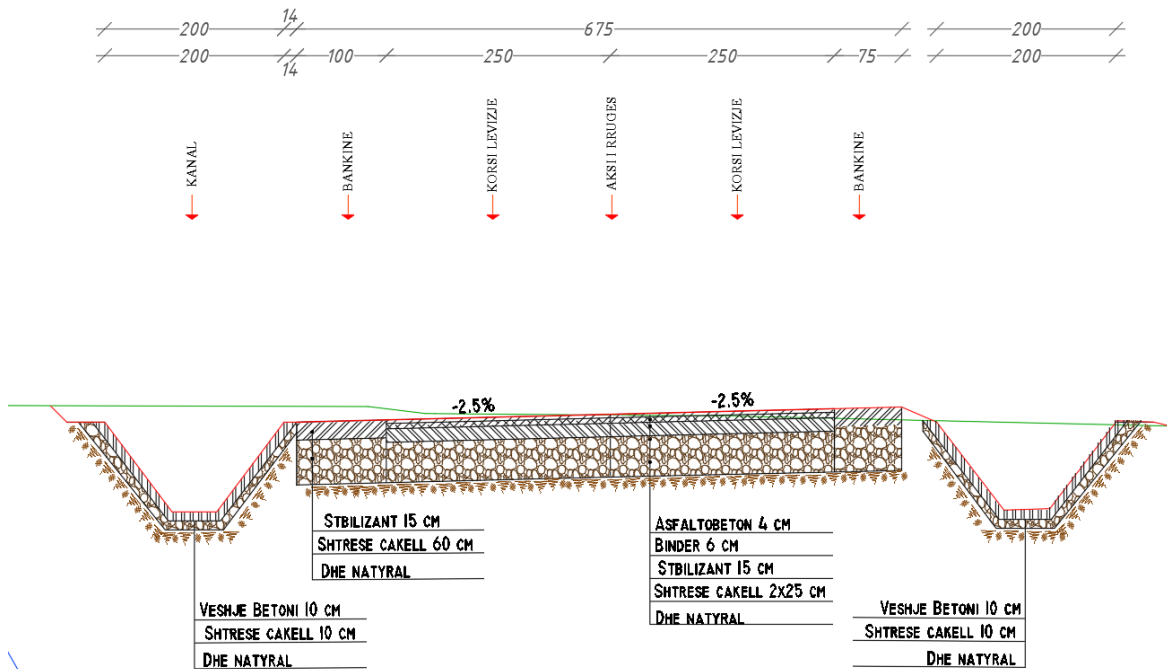 14
200 675 200
200 100 250 250 75 200
14
KANAL
BANKINE
KORSI LEVIZJE
AKSI I RRUGES
KORSI LEVIZJE
BANKINE
-2.5% -2.5%
STBILIZANT 15 CM
SHTRESE CAKELL 60 CM
DHE NATYRAL
ASFALTOBETON 4 CM
BINDER 6 CM
STBILIZANT 15 CM
SHTRESE CAKELL 2X25 CM
DHE NATYRAL
VESHJE BETONI 10 CM
SHTRESE CAKELL 10 CM
DHE NATYRAL
VESHJE BETONI 10 CM
SHTRESE CAKELL 10 CM
DHE NATYRAL